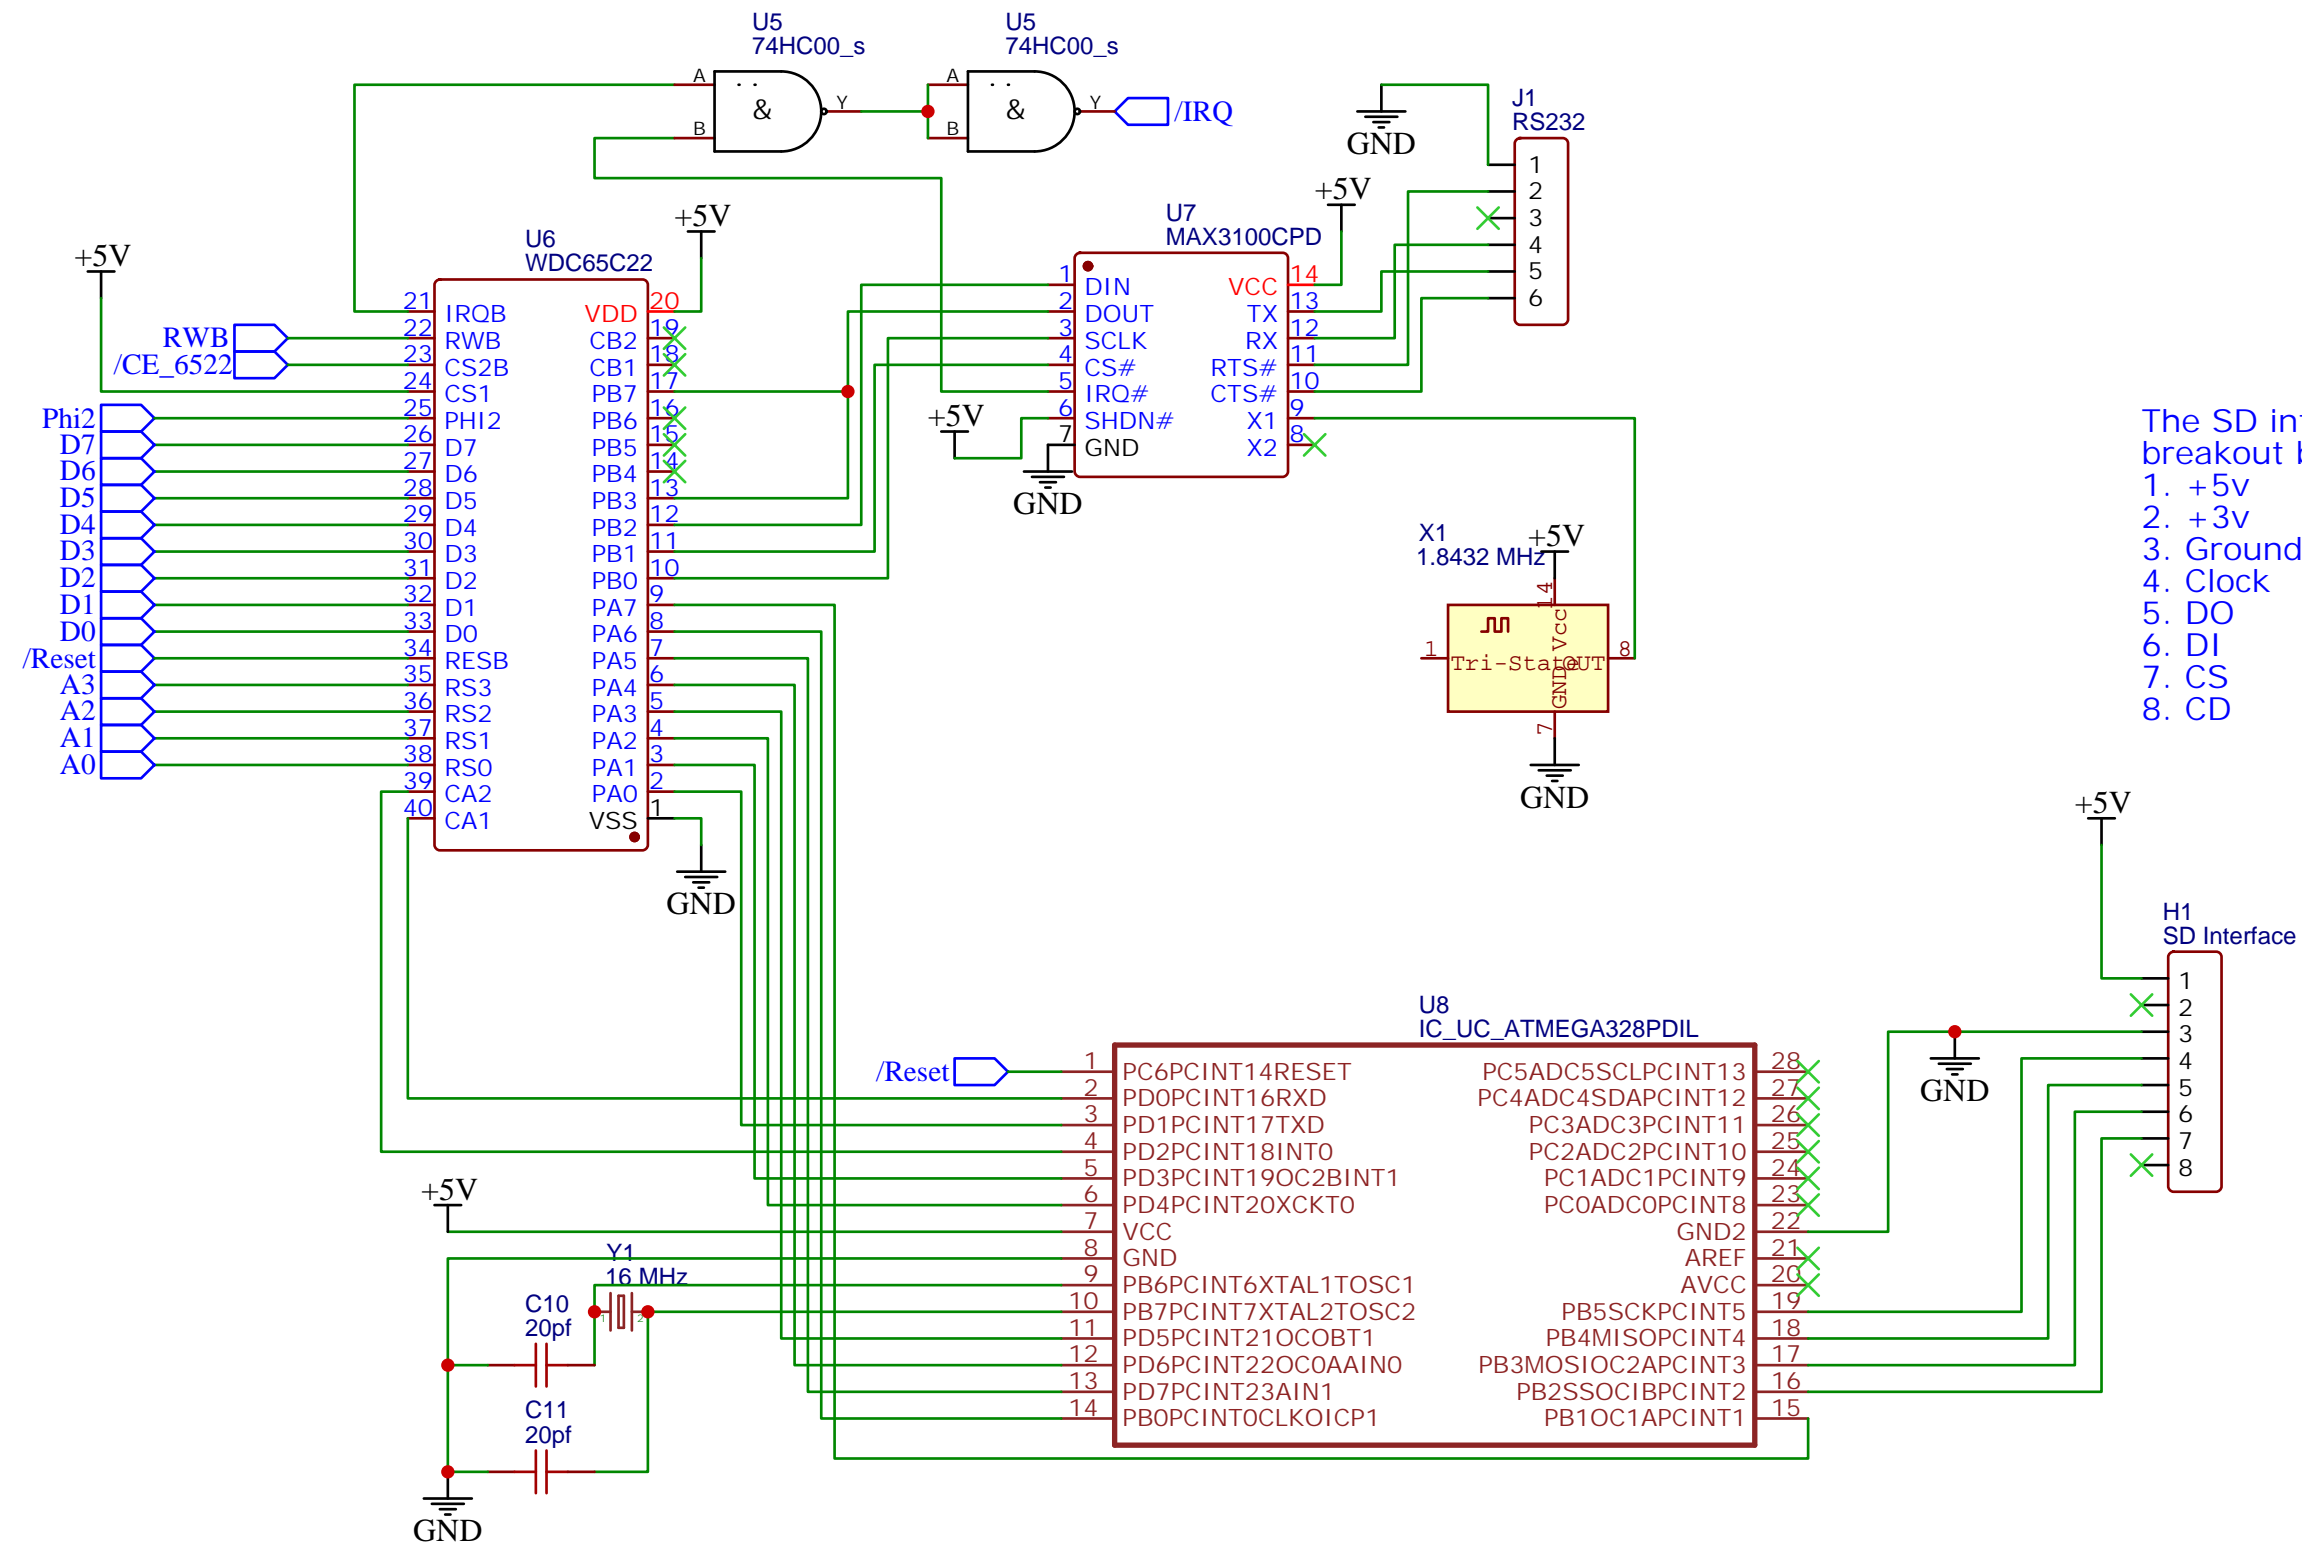 U5
74HC00_s
A
B
&
Y
U5
74HC00_s
A
B
&
Y
/IRQ
GND
J1
RS232
1
2
3
4
5
6
+5V
U6
WDC65C22
+5V
RWB
/CE_6522
Phi2
D7
D6
D5
D4
D3
D2
D1
D0
/Reset
A3
A2
A1
A0
21 IRQB
22 RWB
23 CS2B
24 CS1
25 PHI2
26 D7
27 D6
28 D5
29 D4
30 D3
31 D2
32 D1
33 D0
34 RESB
35 RS3
36 RS2
37 RS1
38 RS0
39 CA2
40 CA1
VDD 20
CB2 19
CB1 18
PB7 17
PB6 16
PB5 15
PB4 14
PB3 13
PB2 12
PB1 11
PB0 10
PA7 9
PA6 8
PA5 7
PA4 6
PA3 5
PA2 4
PA1 3
PA0 2
VSS 1
GND
U7
MAX3100CPD
+5V
1 DIN
2 DOUT
3 SCLK
4 CS#
5 IRQ#
6 SHDN#
7 GND
VCC 14
TX 13
RX 12
RTS# 11
CTS# 10
X1 9
X2 8
+5V
GND
X1
1.8432 MHz
+5V
14
Vcc
1
Tri-State
OUT
8
GND
7
GND
The SD in
breakout
1. +5v
2. +3v
3. Ground
4. Clock
5. DO
6. DI
7. CS
8. CD
+5V
H1
SD Interface
1
2
3
4
5
6
7
8
GND
U8
IC_UC_ATMEGA328PDIL
/Reset
1 PC6PCINT14RESET
2 PD0PCINT16RXD
3 PD1PCINT17TXD
4 PD2PCINT18INT0
5 PD3PCINT19OC2BINT1
6 PD4PCINT20XCKT0
7 VCC
8 GND
9 PB6PCINT6XTAL1TOSC1
10 PB7PCINT7XTAL2TOSC2
11 PD5PCINT21OCOBT1
12 PD6PCINT22OC0AAIN0
13 PD7PCINT23AIN1
14 PB0PCINT0CLKOICP1
PC5ADC5SCLPCINT13 28
PC4ADC4SDAPCINT12 27
PC3ADC3PCINT11 26
PC2ADC2PCINT10 25
PC1ADC1PCINT9 24
PC0ADC0PCINT8 23
GND2 22
AREF 21
AVCC 20
PB5SCKPCINT5 19
PB4MISOPCINT4 18
PB3MOSIOC2APCINT3 17
PB2SSOCIBPCINT2 16
PB1OC1APCINT1 15
+5V
Y1
16 MHz
1
2
C10
20pf
C11
20pf
GND